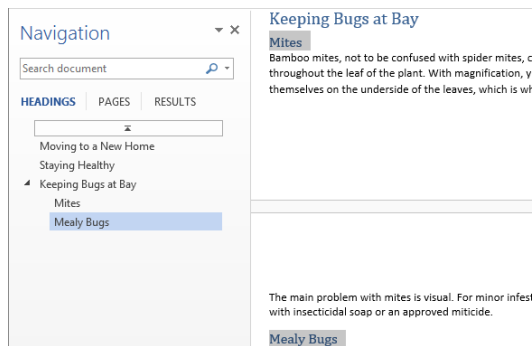 Navigation
Search document
HEADINGS PAGES RESULTS
Moving to a New Home
Staying Healthy
Keeping Bugs at Bay
Mites
Mealy Bugs
Keeping Bugs at Bay
Mites
Bamboo mites, not to be confused with spider mites,
throughout the leaf of the plant. With magnification,
themselves on the underside of the leaves, which is
The main problem with mites is visual. For minor
with insecticidal soap or an approved miticide.
Mealy Bugs